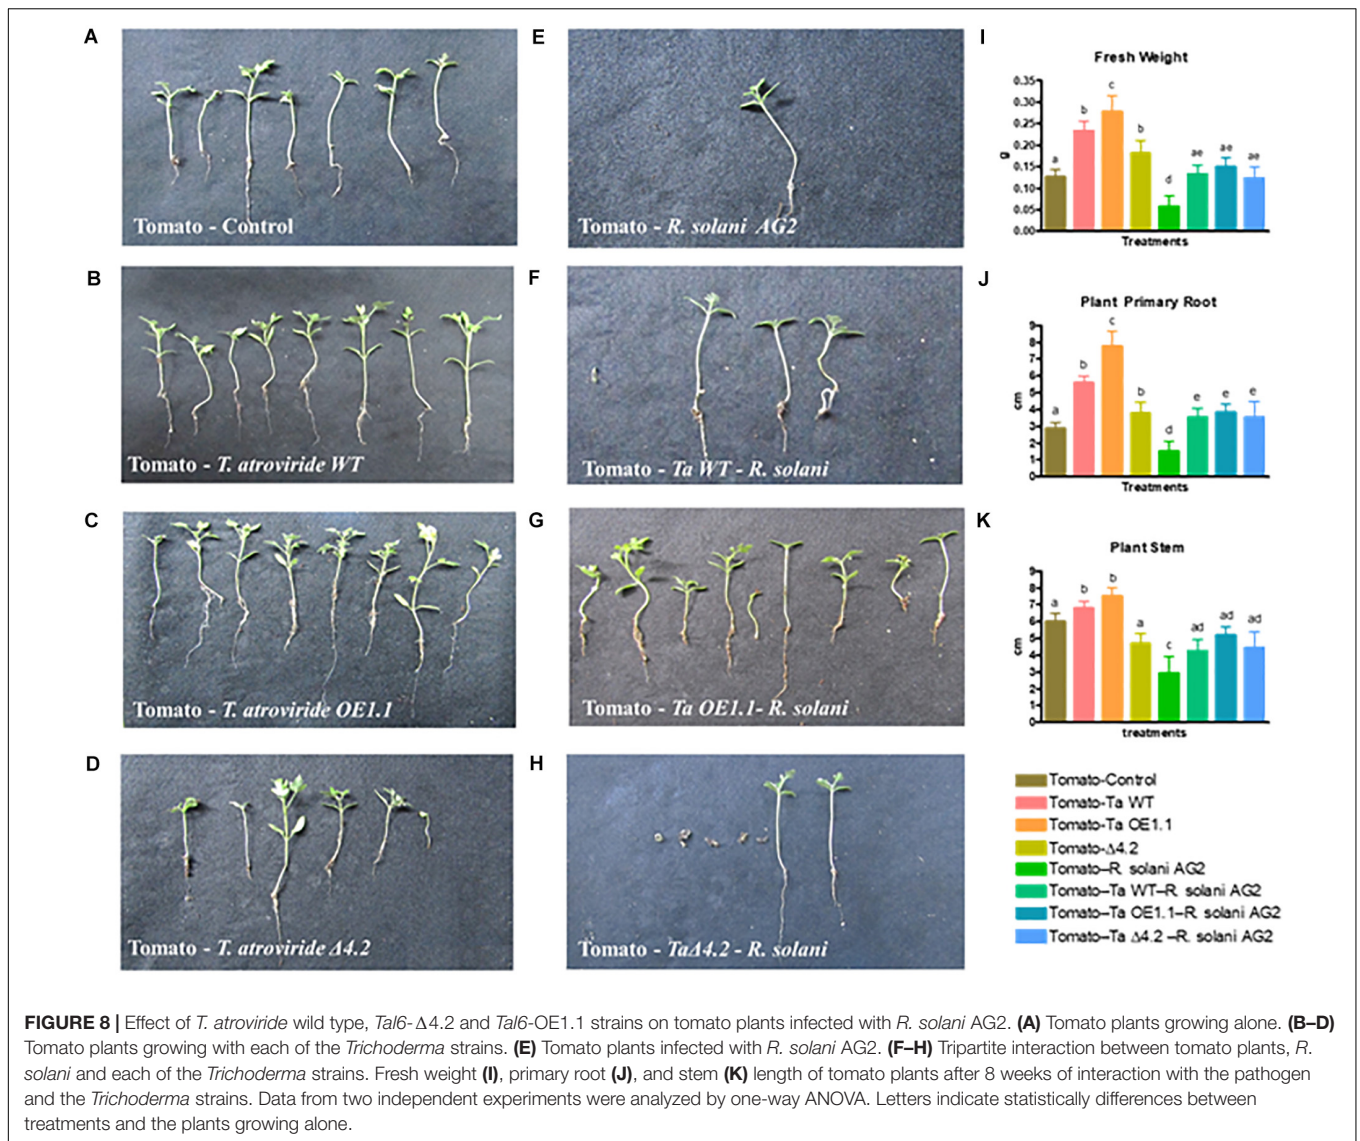 A
Tomato - Control
B
Tomato - T. atroviride WT
C
Tomato - T. atroviride OE1.1
D
Tomato - T. atroviride Δ4.2
E
Tomato - R. solani AG2
F
Tomato - Ta WT - R. solani
G
Tomato - Ta OE1.1- R. solani
H
Tomato - TaΔ4.2 - R. solani
I
Fresh Weight
g
0.35
0.30
0.25
0.20
0.15
0.10
0.05
0.00
a
b
c
b
d
ae
ae
ae
Treatments
J
Plant Primary Root
cm
9
8
7
6
5
4
3
2
1
0
a
b
c
b
d
e
e
e
Treatments
K
Plant Stem
cm
9
8
7
6
5
4
3
2
1
0
a
b
b
a
c
ad
ad
ad
treatments
Tomato-Control
Tomato-Ta WT
Tomato-Ta OE1.1
Tomato-Δ4.2
Tomato–R. solani AG2
Tomato–Ta WT–R. solani AG2
Tomato–Ta OE1.1–R. solani AG2
Tomato–Ta Δ4.2 –R. solani AG2
FIGURE 8 | Effect of T. atroviride wild type, Tal6-Δ4.2 and Tal6-OE1.1 strains on tomato plants infected with R. solani AG2. (A) Tomato plants growing alone. (B–D)
Tomato plants growing with each of the Trichoderma strains. (E) Tomato plants infected with R. solani AG2. (F–H) Tripartite interaction between tomato plants, R.
solani and each of the Trichoderma strains. Fresh weight (I), primary root (J), and stem (K) length of tomato plants after 8 weeks of interaction with the pathogen
and the Trichoderma strains. Data from two independent experiments were analyzed by one-way ANOVA. Letters indicate statistically differences between
treatments and the plants growing alone.